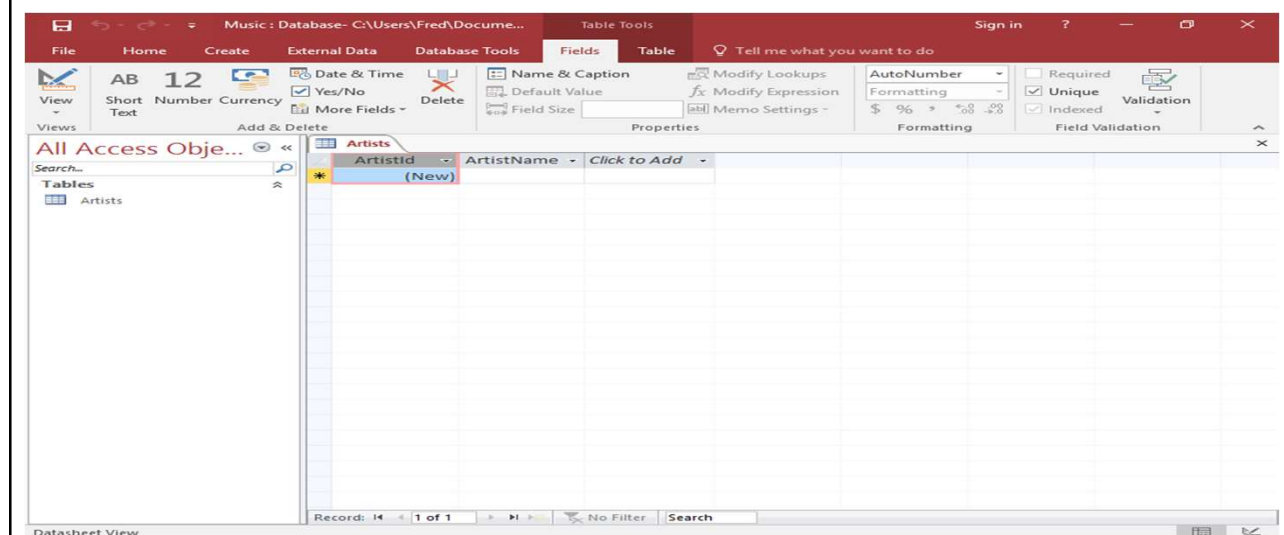 Music : Database- C:\Users\Fred\Docume... Table Tools Sign in ?
File Home Create External Data Database Tools Fields Table Tell me what you want to do
View
AB Short Text
12 Number
Currency
Date & Time
Yes/No
More Fields
Delete
Name & Caption
Default Value
Field Size
Modify Lookups
fx Modify Expression
ab Memo Settings
AutoNumber
Formatting
$ % ,
Required
Unique
Indexed
Validation
Views Add & Delete Properties Formatting Field Validation
All Access Obje...
Search...
Tables
Artists
Artists
ArtistId ArtistName Click to Add
(New)
Record: 1 of 1 No Filter Search
Datasheet View